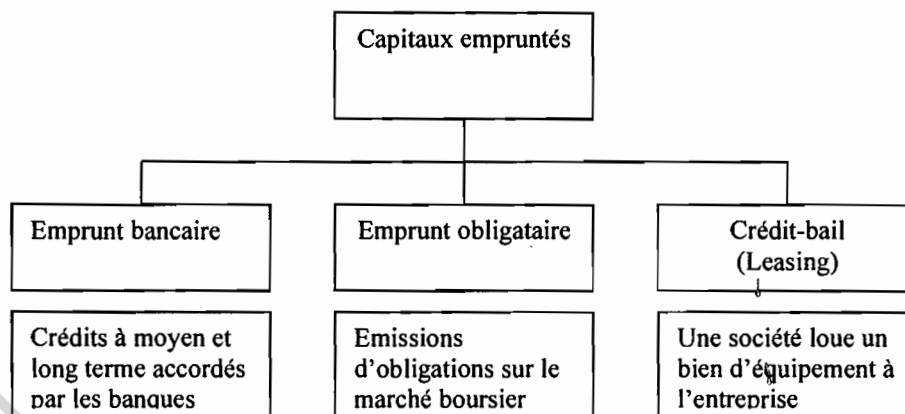 Capitaux empruntés
Emprunt bancaire
Emprunt obligataire
Crédit-bail
(Leasing)
Crédits à moyen et
long terme accordés
par les banques
Emissions
d'obligations sur le
marché boursier
Une société loue un
bien d'équipement à
l'entreprise